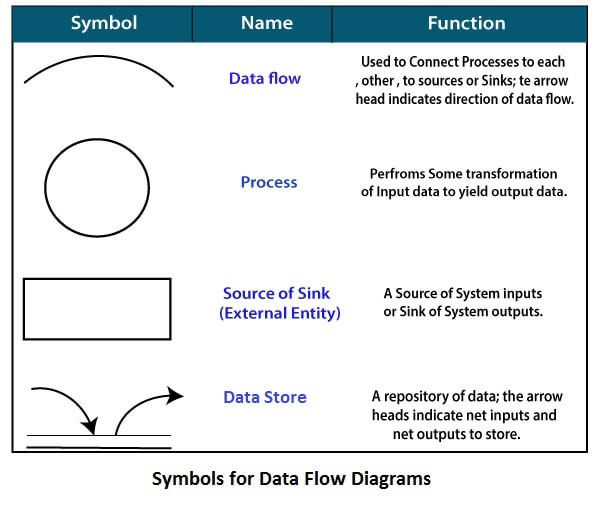 Symbol Name Function
Data flow
Used to Connect Processes to each
, other , to sources or Sinks; te arrow
head indicates direction of data flow.
Process
Perfroms Some transformation
of Input data to yield output data.
Source of Sink
(External Entity)
A Source of System inputs
or Sink of System outputs.
Data Store
A repository of data; the arrow
heads indicate net inputs and
net outputs to store.
Symbols for Data Flow Diagrams